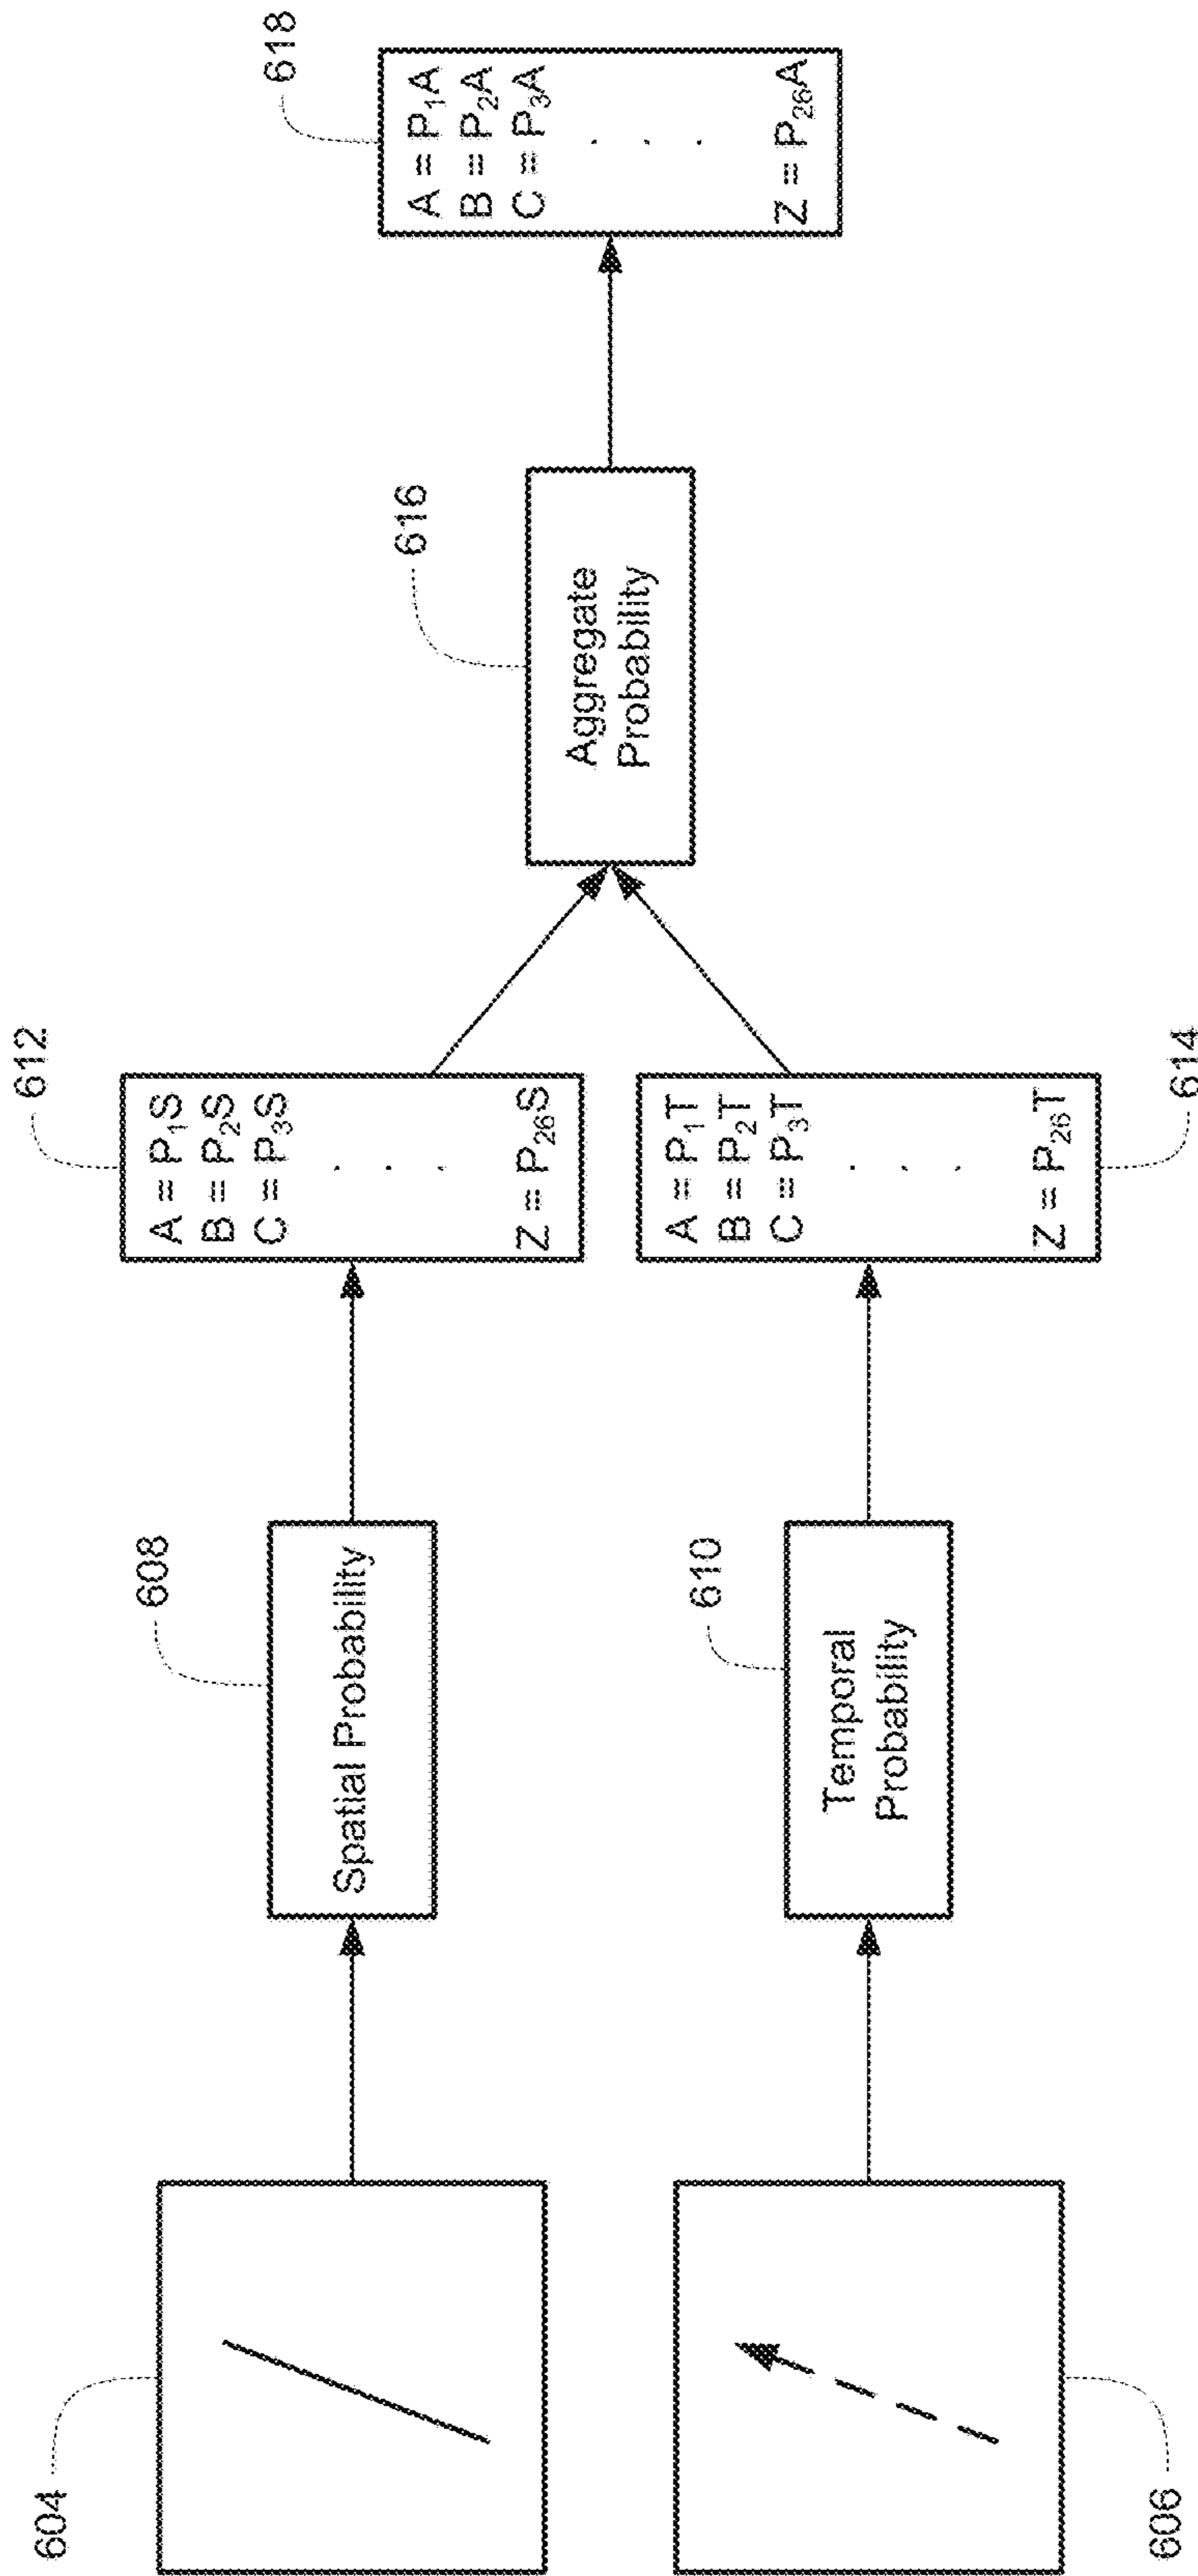 604
608
Spatial Probability
612
A = P₁S
B = P₂S
C = P₃S
.
.
.
Z = P₂₆S
606
610
Temporal
Probability
614
A = P₁T
B = P₂T
C = P₃T
.
.
.
Z = P₂₆T
616
Aggregate
Probability
618
A = P₁A
B = P₂A
C = P₃A
.
.
.
Z = P₂₆A